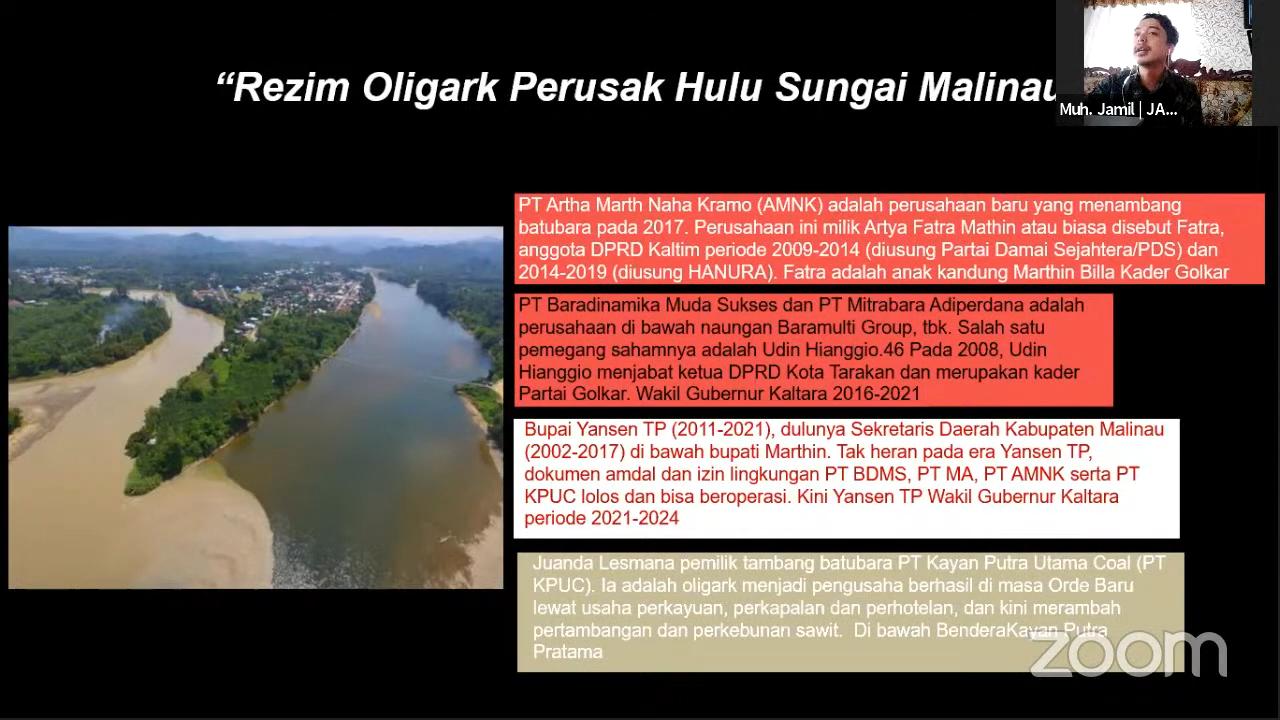 “Rezim Oligark Perusak Hulu Sungai Malinau
Muh. Jamil | JA...
PT Artha Marth Naha Kramo (AMNK) adalah perusahaan baru yang menambang
batubara pada 2017. Perusahaan ini milik Artya Fatra Mathin atau biasa disebut Fatra,
anggota DPRD Kaltim periode 2009-2014 (diusung Partai Damai Sejahtera/PDS) dan
2014-2019 (diusung HANURA). Fatra adalah anak kandung Marthin Billa Kader Golkar
PT Baradinamika Muda Sukses dan PT Mitrabara Adiperdana adalah
perusahaan di bawah naungan Baramulti Group, tbk. Salah satu
pemegang sahamnya adalah Udin Hianggio.46 Pada 2008, Udin
Hianggio menjabat ketua DPRD Kota Tarakan dan merupakan kader
Partai Golkar. Wakil Gubernur Kaltara 2016-2021
Bupai Yansen TP (2011-2021), dulunya Sekretaris Daerah Kabupaten Malinau
(2002-2017) di bawah bupati Marthin. Tak heran pada era Yansen TP,
dokumen amdal dan izin lingkungan PT BDMS, PT MA, PT AMNK serta PT
KPUC lolos dan bisa beroperasi. Kini Yansen TP Wakil Gubernur Kaltara
periode 2021-2024
Juanda Lesmana pemilik tambang batubara PT Kayan Putra Utama Coal (PT
KPUC). Ia adalah oligark menjadi pengusaha berhasil di masa Orde Baru
lewat usaha perkayuan, perkapalan dan perhotelan, dan kini merambah
pertambangan dan perkebunan sawit. Di bawah BenderaKayan Putra
Pratama
zoom